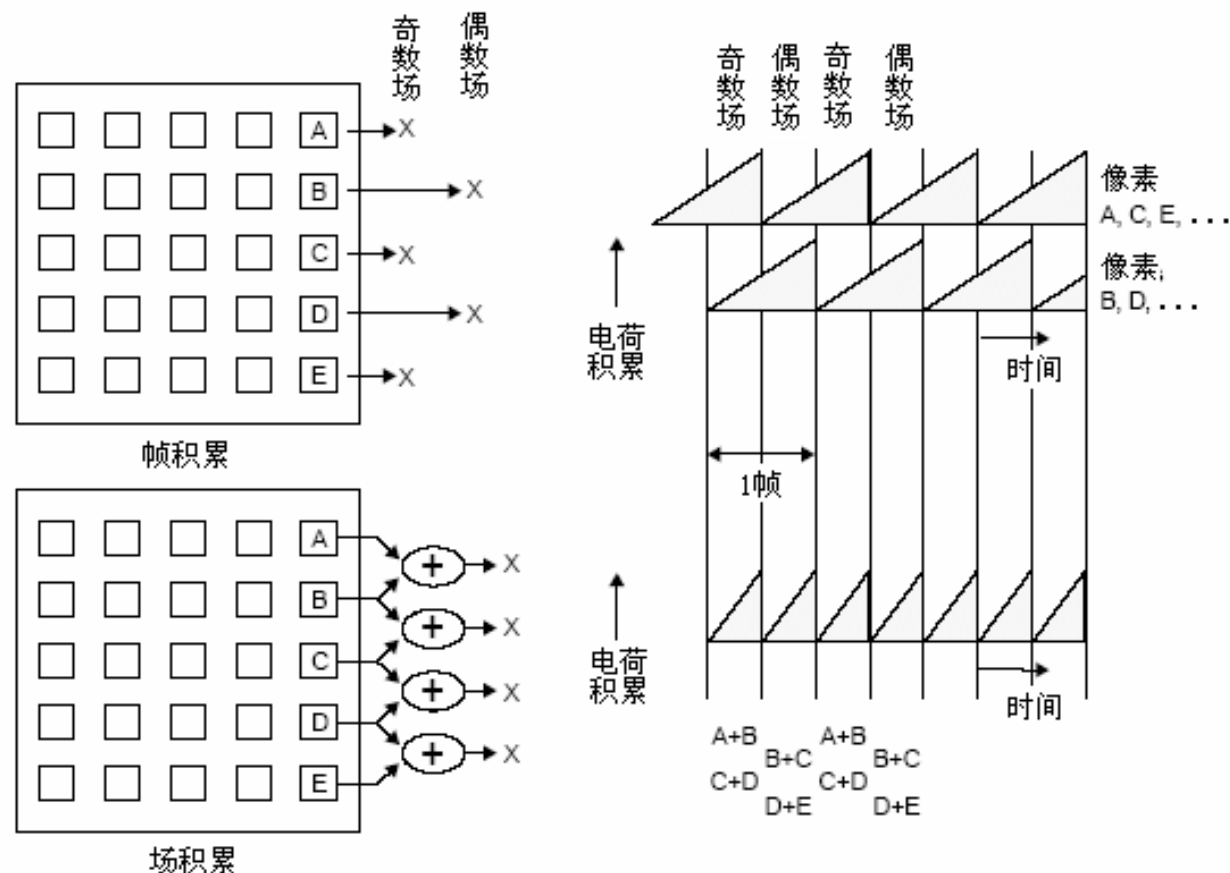 奇数场
偶数场
A
X
B
X
C
X
D
X
E
X
帧积累
A
+
X
B
+
X
C
+
X
D
+
X
E
场积累
奇数场
偶数场
奇数场
偶数场
像素
A, C, E, ...
像素;
B, D, ...
电荷
积累
时间
1帧
电荷
积累
时间
A+B
A+B
B+C
B+C
C+D
C+D
D+E
D+E